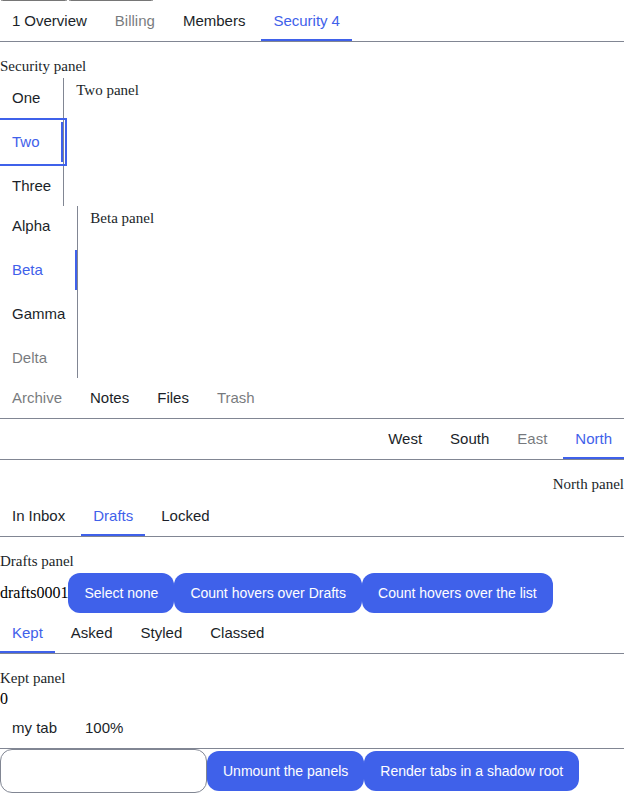 1 Overview Billing Members Security 4
Security panel
One Two panel
Two
Three
Alpha Beta panel
Beta
Gamma
Delta
Archive Notes Files Trash
West South East North
North panel
In Inbox Drafts Locked
Drafts panel
drafts0001 Select none Count hovers over Drafts Count hovers over the list
Kept Asked Styled Classed
Kept panel
0
my tab 100%
Unmount the panels Render tabs in a shadow root